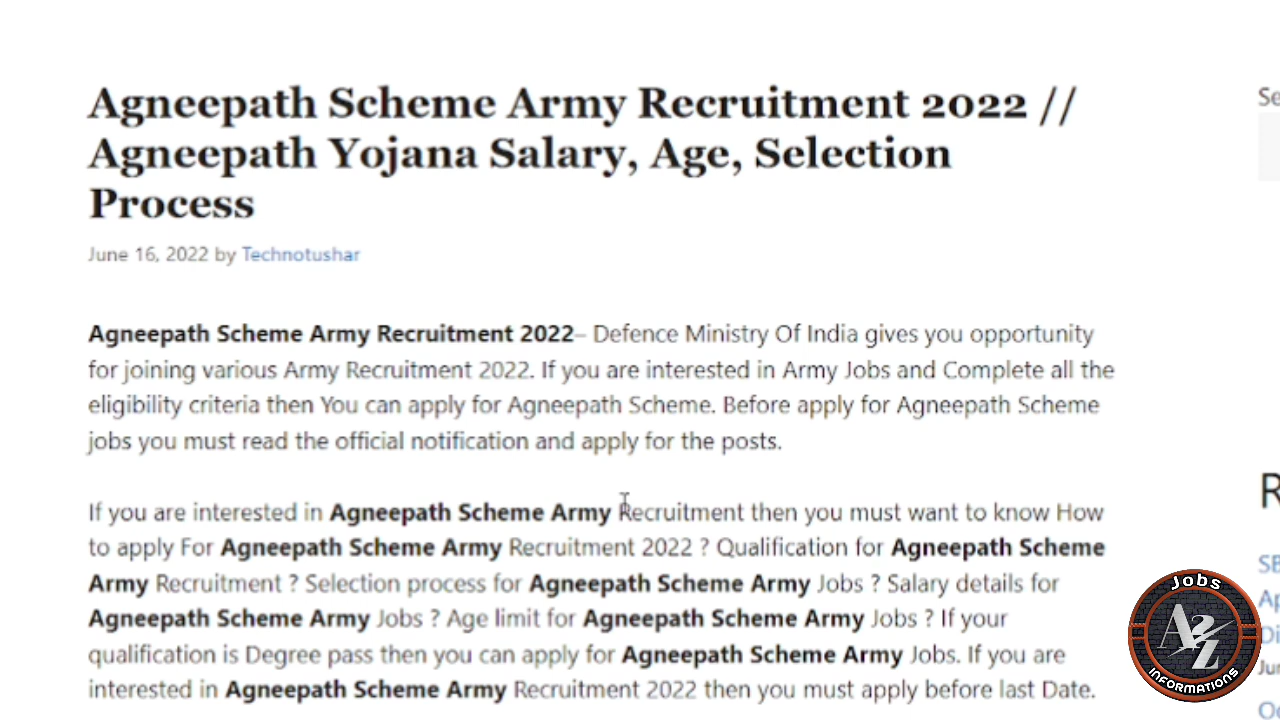 Agneepath Scheme Army Recruitment 2022 //
Agneepath Yojana Salary, Age, Selection
Process
June 16, 2022 by Technotushar
Agneepath Scheme Army Recruitment 2022– Defence Ministry Of India gives you opportunity
for joining various Army Recruitment 2022. If you are interested in Army Jobs and Complete all the
eligibility criteria then You can apply for Agneepath Scheme. Before apply for Agneepath Scheme
jobs you must read the official notification and apply for the posts.
If you are interested in Agneepath Scheme Army Recruitment then you must want to know How
to apply For Agneepath Scheme Army Recruitment 2022 ? Qualification for Agneepath Scheme
Army Recruitment ? Selection process for Agneepath Scheme Army Jobs ? Salary details for
Agneepath Scheme Army Jobs ? Age limit for Agneepath Scheme Army Jobs ? If your
qualification is Degree pass then you can apply for Agneepath Scheme Army Jobs. If you are
interested in Agneepath Scheme Army Recruitment 2022 then you must apply before last Date.
Se
R
SB
Ap
Jun
Jobs
A2Z
INFORMATIONS